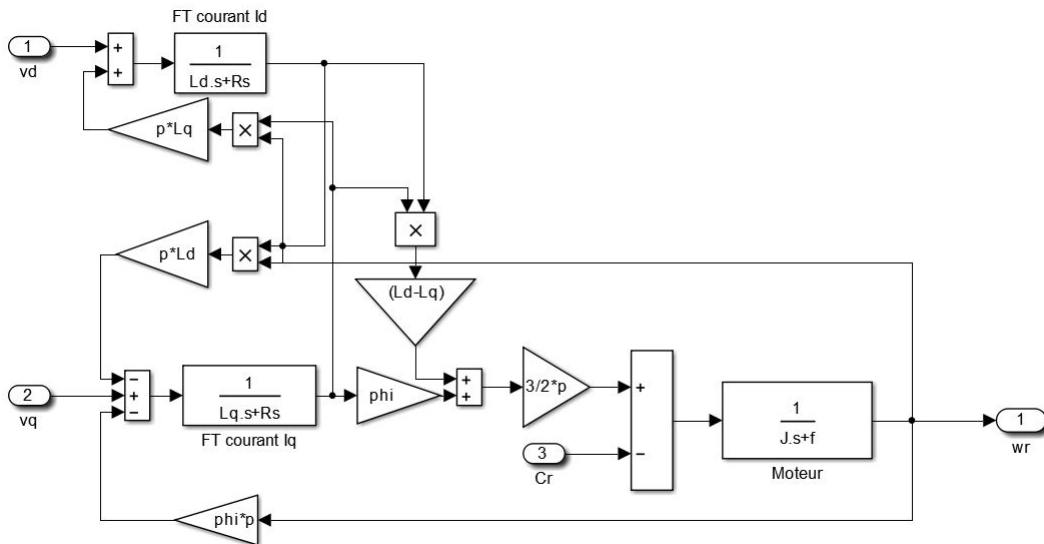 FT courant Id
1
vd
+
+
1
Ld.s+Rs
p*Lq
×
×
p*Ld
×
(Ld-Lq)
2
vq
−
+
−
1
Lq.s+Rs
FT courant Iq
phi
+
+
3/2*p
3
Cr
+
−
1
J.s+f
Moteur
1
wr
phi*p